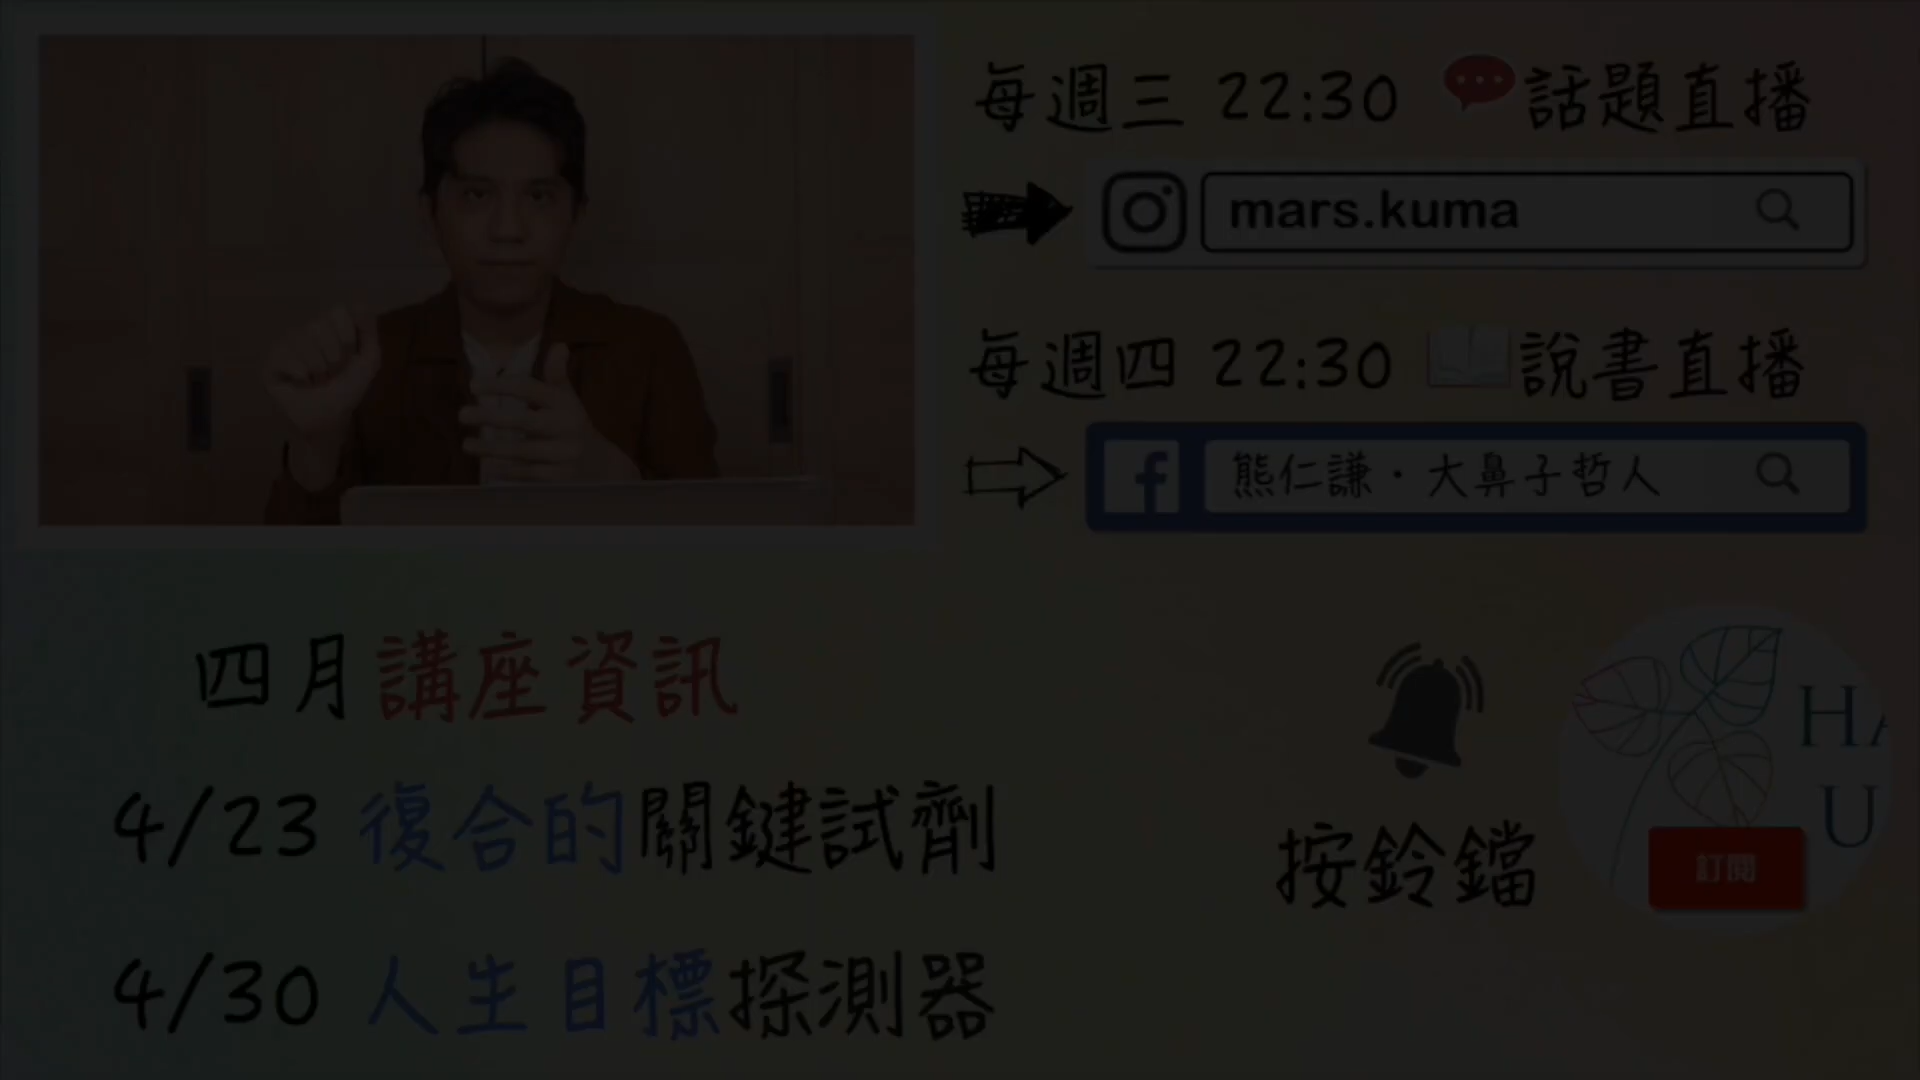 每週三 22:30 話題直播
mars.kuma
每週四 22:30 說書直播
熊仁謙·大鼻子哲人
四月講座資訊
4/23 復合的關鍵試劑
4/30 人生目標探測器
按鈴鐺
HA
U
訂閱